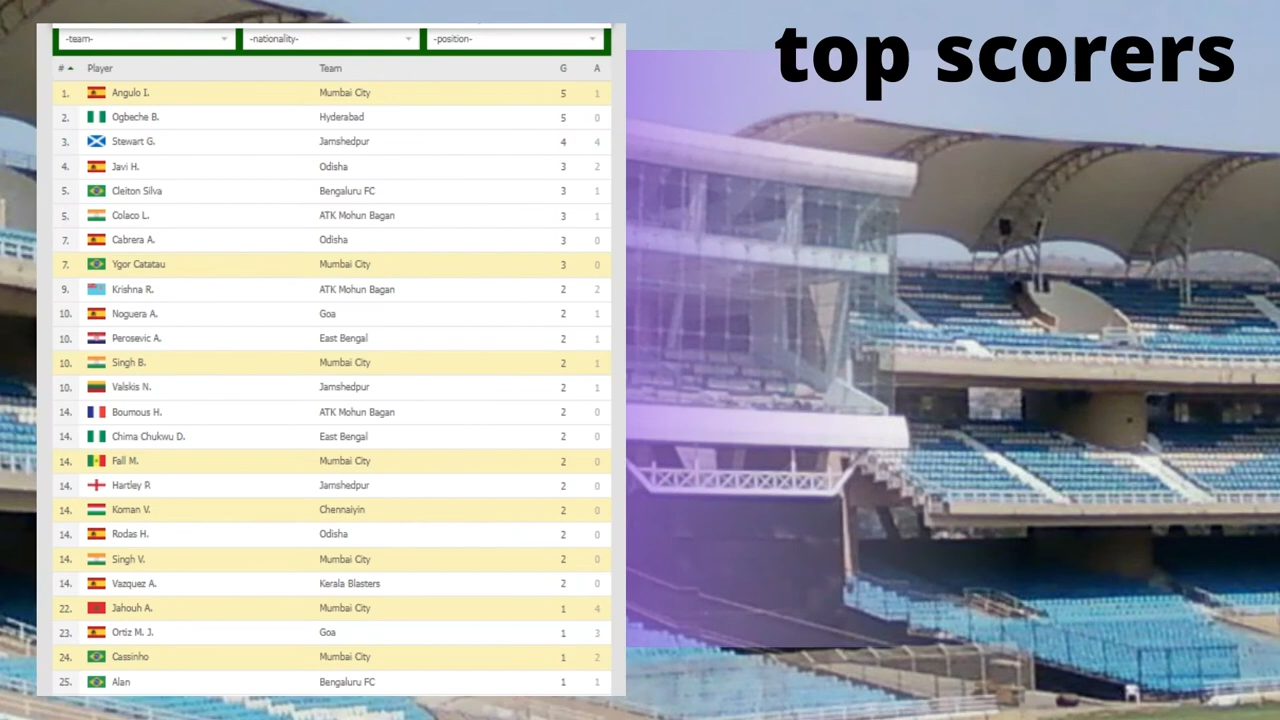 top scorers
-team- -nationality- -position-
# Player Team G A
1. Angulo I. Mumbai City 5 1
2. Ogbeche B. Hyderabad 5 0
3. Stewart G. Jamshedpur 4 4
4. Javi H. Odisha 3 2
5. Cleiton Silva Bengaluru FC 3 1
5. Colaco L. ATK Mohun Bagan 3 1
7. Cabrera A. Odisha 3 0
7. Ygor Catatau Mumbai City 3 0
9. Krishna R. ATK Mohun Bagan 2 2
10. Noguera A. Goa 2 1
10. Perosevic A. East Bengal 2 1
10. Singh B. Mumbai City 2 1
10. Valskis N. Jamshedpur 2 1
14. Boumous H. ATK Mohun Bagan 2 0
14. Chima Chukwu D. East Bengal 2 0
14. Fall M. Mumbai City 2 0
14. Hartley R Jamshedpur 2 0
14. Koman V. Chennaiyin 2 0
14. Rodas H. Odisha 2 0
14. Singh V. Mumbai City 2 0
14. Vazquez A. Kerala Blasters 2 0
22. Jahouh A. Mumbai City 1 4
23. Ortiz M. J. Goa 1 3
24. Cassinho Mumbai City 1 2
25. Alan Bengaluru FC 1 1